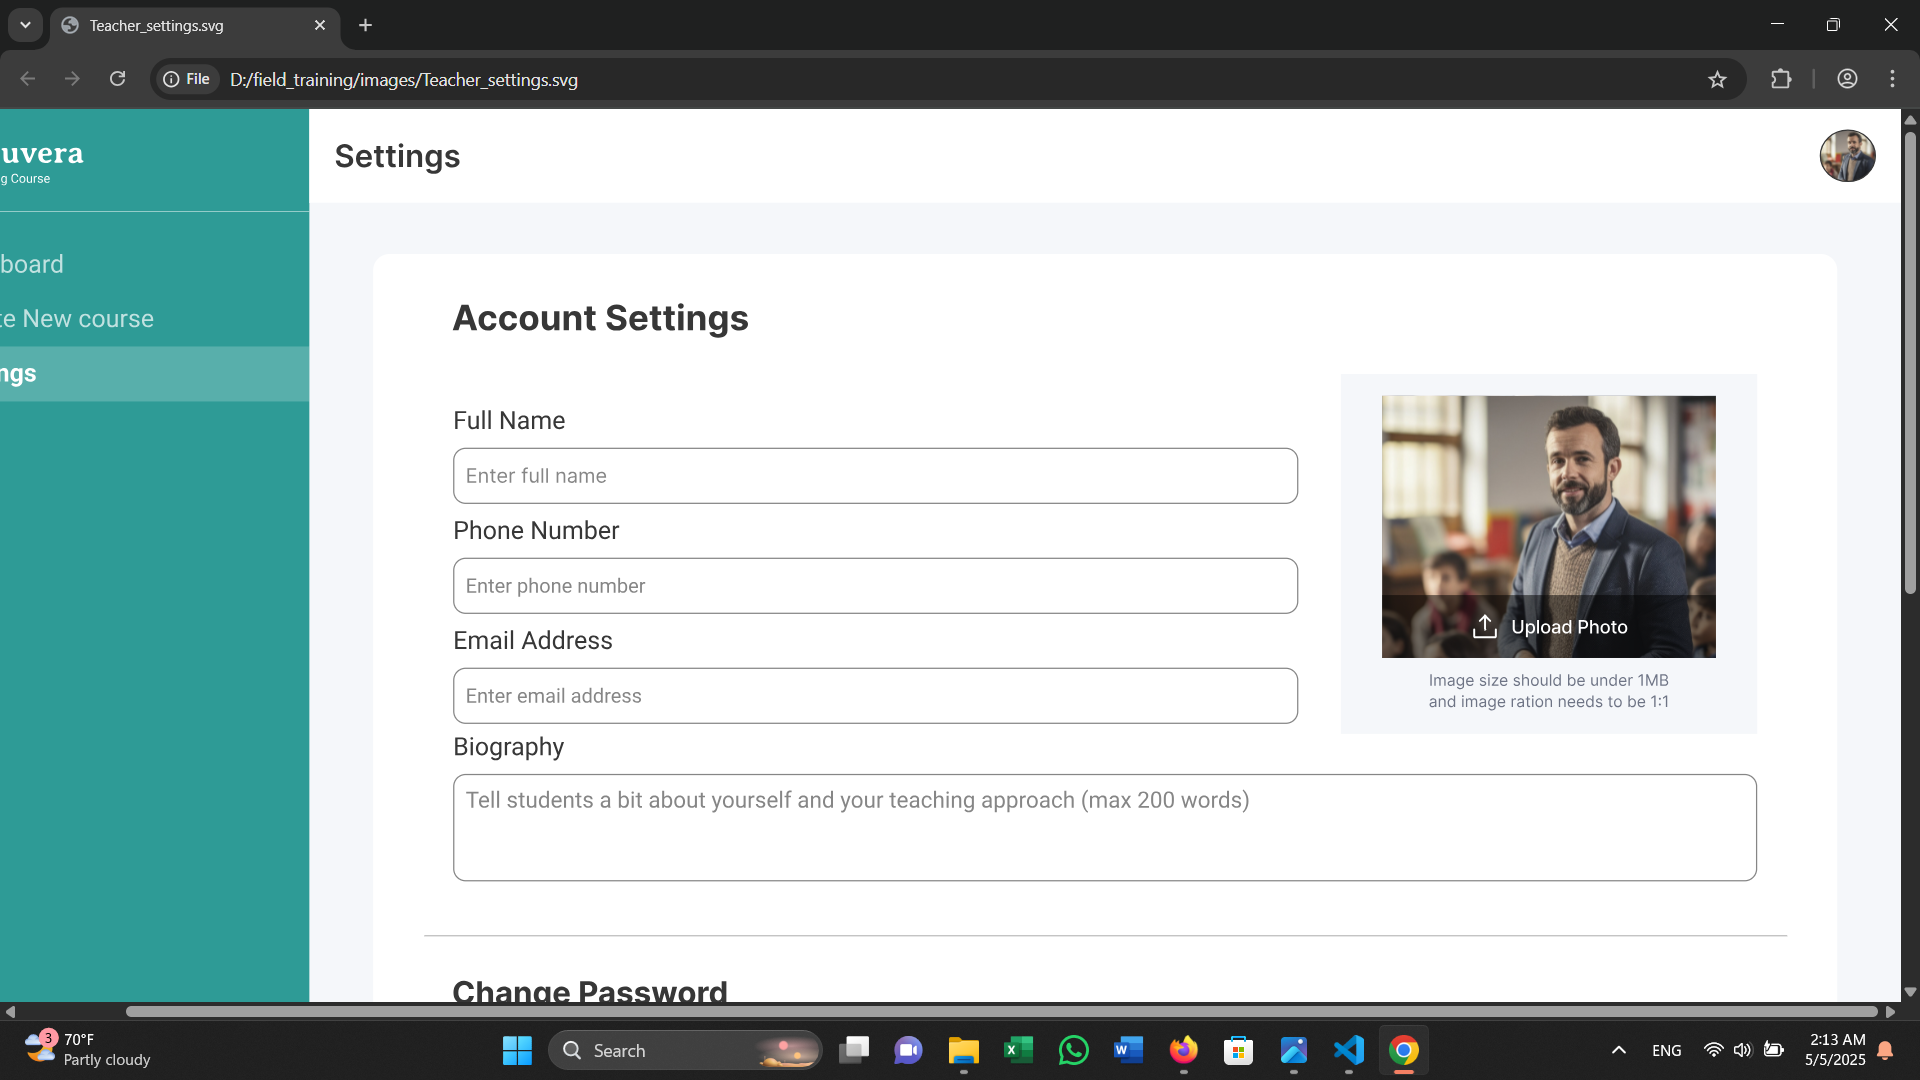 Teacher_settings.svg
File
D:/field_training/images/Teacher_settings.svg
uvera
g Course
board
te New course
ngs
Settings
Account Settings
Full Name
Enter full name
Phone Number
Enter phone number
Email Address
Enter email address
Upload Photo
Image size should be under 1MB
and image ration needs to be 1:1
Biography
Tell students a bit about yourself and your teaching approach (max 200 words)
Change Password
3
70°F
Partly cloudy
Search
ENG
2:13 AM
5/5/2025